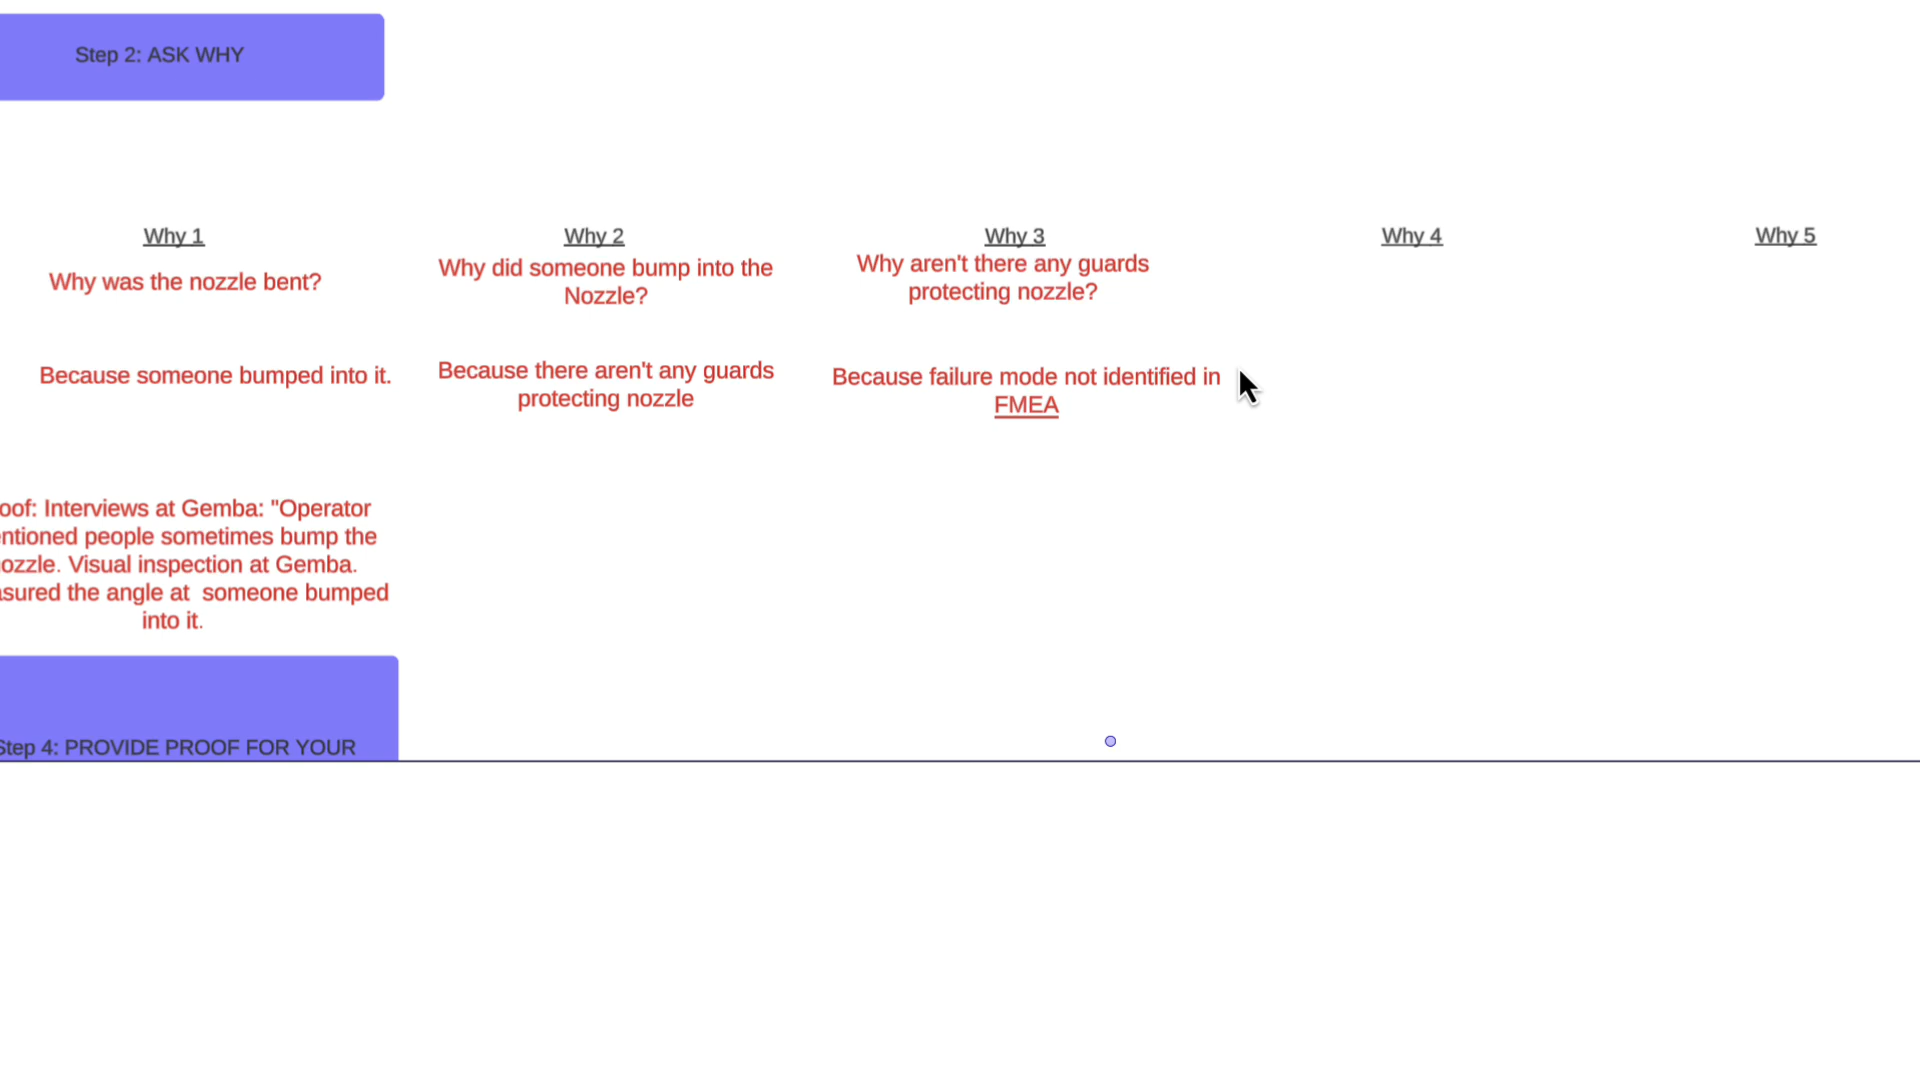 Step 2: ASK WHY
Why 1
Why 2
Why 3
Why 4
Why 5
Why was the nozzle bent?
Why did someone bump into the
Nozzle?
Why aren't there any guards
protecting nozzle?
Because someone bumped into it.
Because there aren't any guards
protecting nozzle
Because failure mode not identified in
FMEA
oof: Interviews at Gemba: "Operator
ntioned people sometimes bump the
ozzle. Visual inspection at Gemba.
sured the angle at  someone bumped
into it.
Step 4: PROVIDE PROOF FOR YOUR